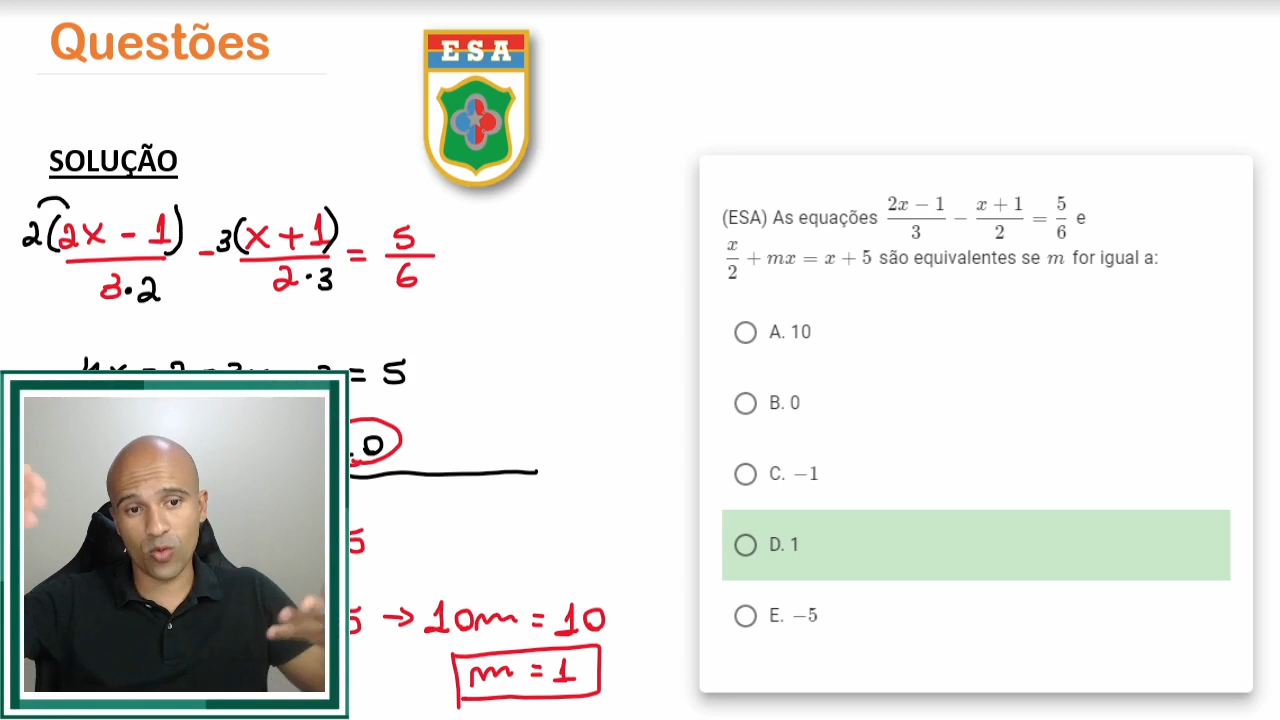 Questões
ESA
SOLUÇÃO
2(2x - 1)/3·2 - 3(x + 1)/2·3 = 5/6
= 5
0
5
5 → 10m = 10
m = 1
(ESA) As equações (2x − 1)/3 − (x + 1)/2 = 5/6 e
x/2 + mx = x + 5 são equivalentes se m for igual a:
A. 10
B. 0
C. −1
D. 1
E. −5